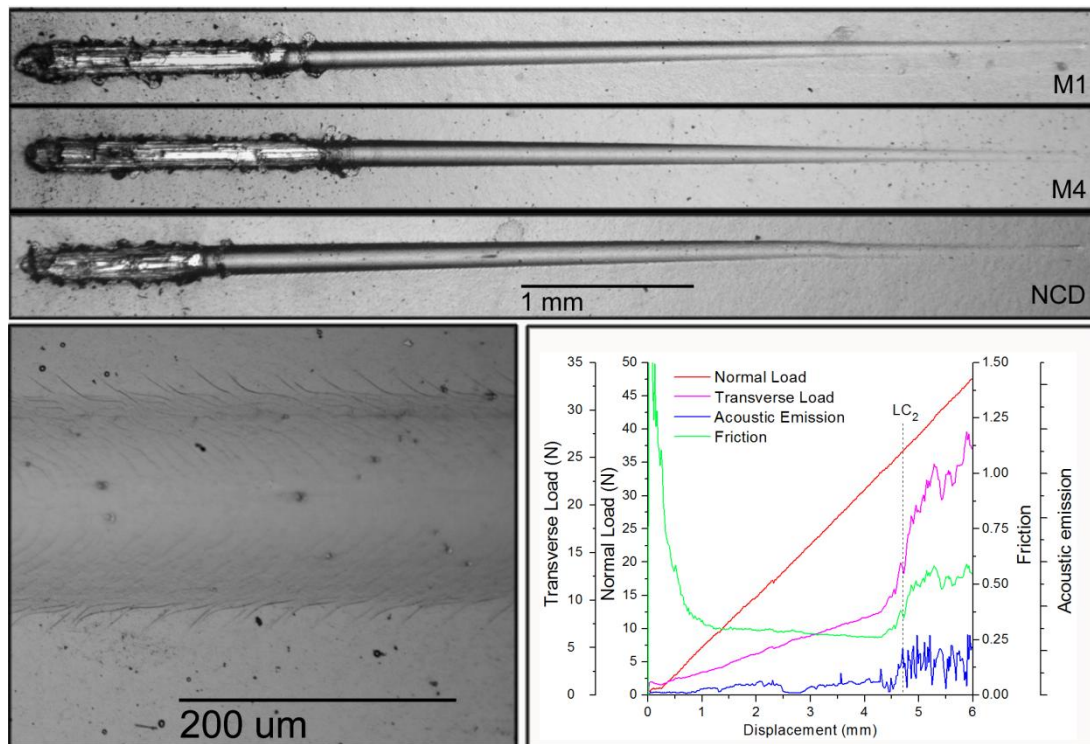 M1
M4
1 mm
NCD
200 um
Normal Load
Transverse Load
Acoustic Emission
Friction
LC2
Transverse Load (N)
35
30
25
20
15
10
5
0
Normal Load (N)
50
45
40
35
30
25
20
15
10
5
0
1.50
1.25
1.00
0.75
0.50
0.25
0.00
Friction
Acoustic emission
0 1 2 3 4 5 6
Displacement (mm)